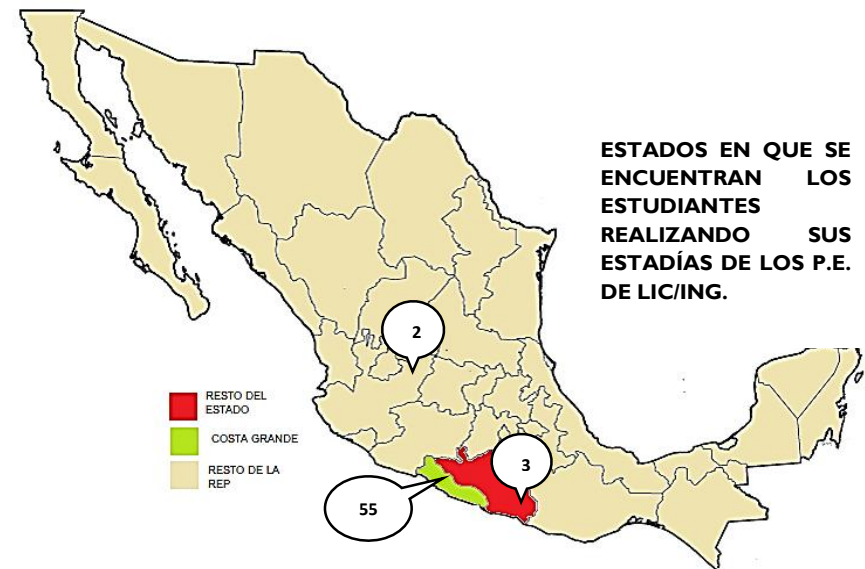 ESTADOS EN QUE SE
ENCUENTRAN LOS
ESTUDIANTES
REALIZANDO SUS
ESTADÍAS DE LOS P.E.
DE LIC/ING.
2
RESTO DEL
ESTADO
COSTA GRANDE
RESTO DE LA
REP
3
55